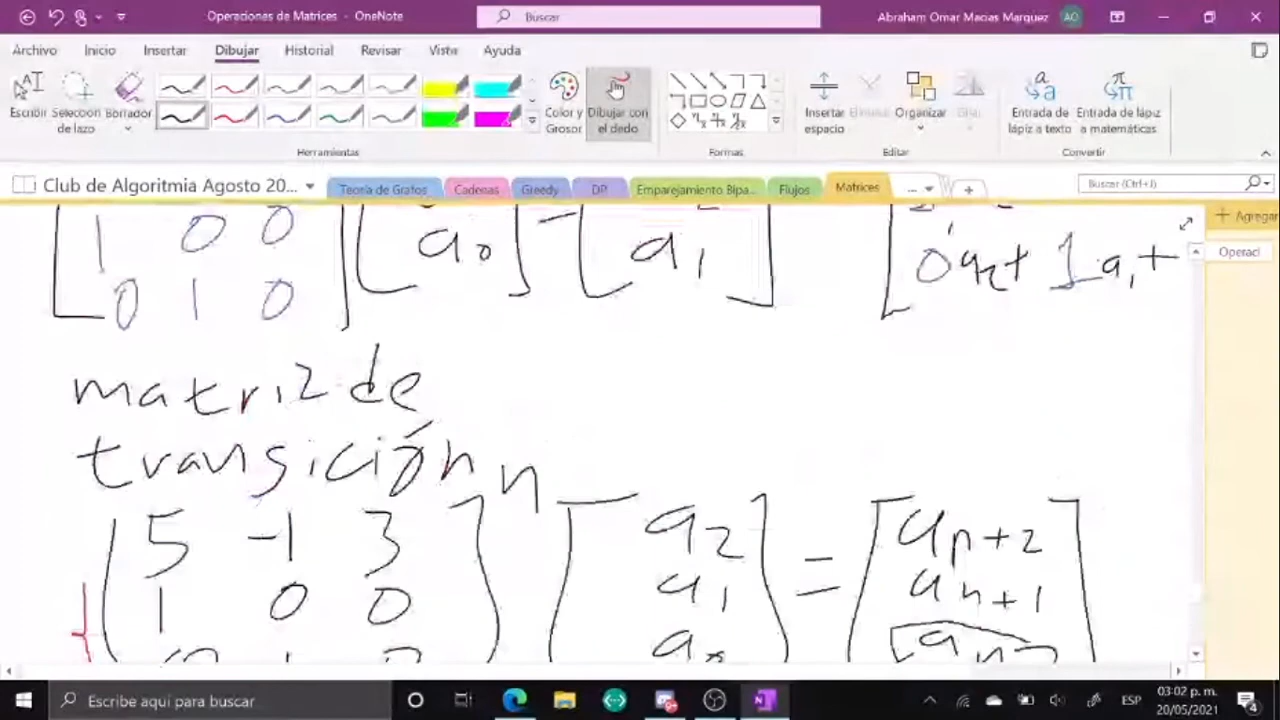 Operaciones de Matrices - OneNote
Buscar
Abraham Omar Macias Marquez
AO
Archivo Inicio Insertar Dibujar Historial Revisar Vista Ayuda
Escribir
Selección de lazo
Borrador
Color y Grosor
Dibujar con el dedo
Insertar espacio
Eliminar
Organizar
Entrada de lápiz a texto
Entrada de lápiz a matemáticas
Herramientas
Formas
Editar
Convertir
Club de Algoritmia Agosto 20...
Teoría de Grafos
Cadenas
Greedy
DP
Emparejamiento Bipa...
Flujos
Matrices
...
Buscar (Ctrl+J)
Agregar
Operaci
1 0 0
0 1 0
a0
=
a1
0a2 + 1a1 +
matriz de
transición n
5 -1 3 a2 = an+2
1 0 0 a1 an+1
Escribe aquí para buscar
ESP
03:02 p. m.
20/05/2021
4